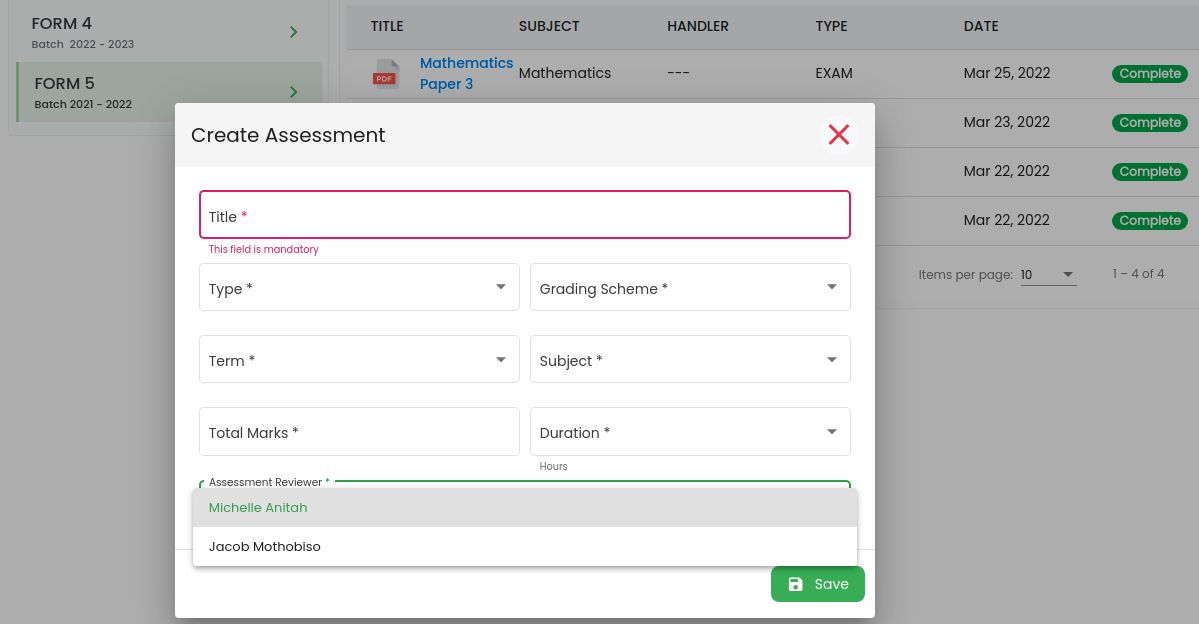 FORM 4
Batch 2022 - 2023
FORM 5
Batch 2021 - 2022
TITLE SUBJECT HANDLER TYPE DATE
PDF
Mathematics
Paper 3
Mathematics --- EXAM Mar 25, 2022 Complete
Mar 23, 2022 Complete
Mar 22, 2022 Complete
Mar 22, 2022 Complete
Items per page: 10 1 – 4 of 4
Create Assessment
Title *
This field is mandatory
Type * Grading Scheme *
Term * Subject *
Total Marks * Duration *
Hours
Assessment Reviewer *
Michelle Anitah
Jacob Mothobiso
Save